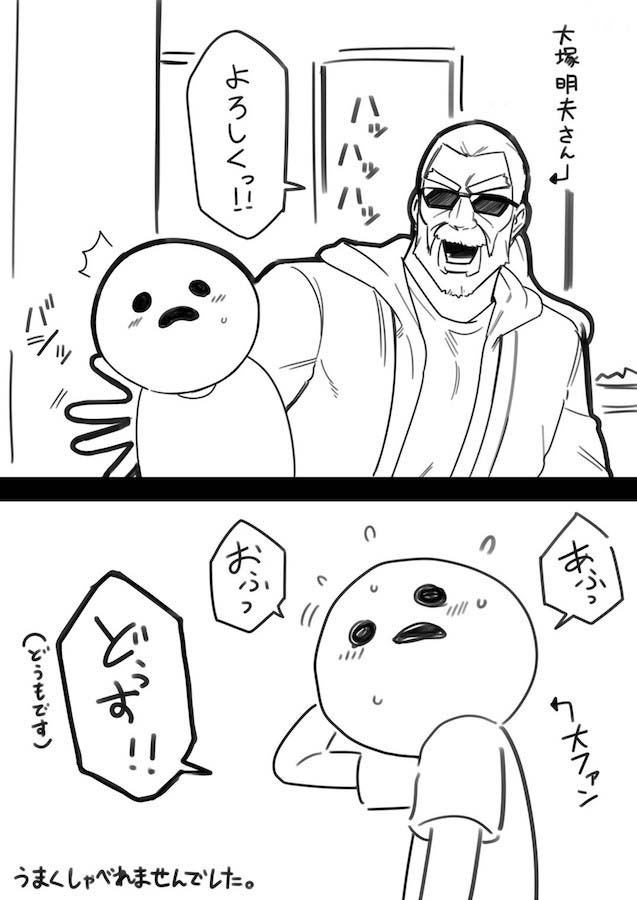 大塚明夫さん
ハッ
ハッ
ハッ
よろしくっ!!
バシッ
あふっ
おふっ
どっす!!
(どうもです)
大ファン
うまくしゃべれませんでした。